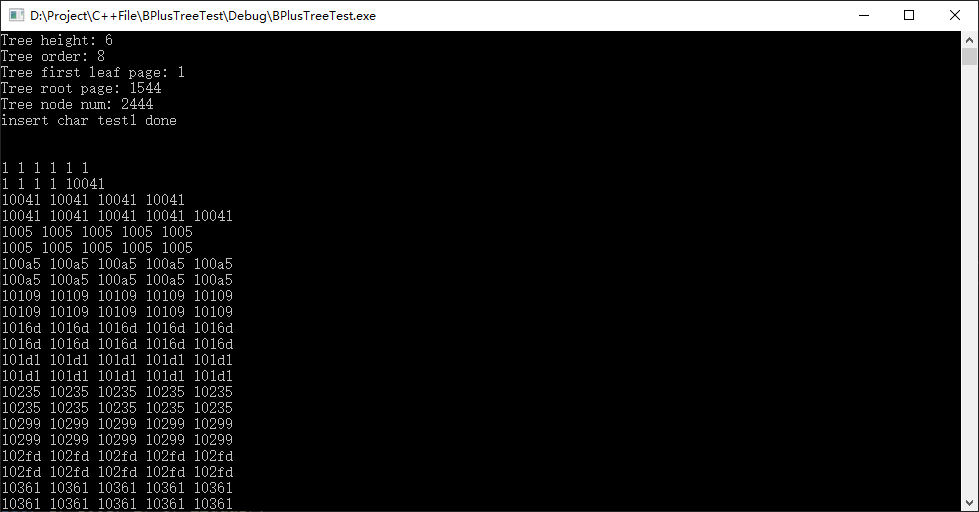 D:\Project\C++File\BPlusTreeTest\Debug\BPlusTreeTest.exe
Tree height: 6
Tree order: 8
Tree first leaf page: 1
Tree root page: 1544
Tree node num: 2444
insert char test1 done
1 1 1 1 1 1
1 1 1 1 10041
10041 10041 10041 10041
10041 10041 10041 10041 10041
1005 1005 1005 1005 1005
1005 1005 1005 1005 1005
100a5 100a5 100a5 100a5 100a5
100a5 100a5 100a5 100a5 100a5
10109 10109 10109 10109 10109
10109 10109 10109 10109 10109
1016d 1016d 1016d 1016d 1016d
1016d 1016d 1016d 1016d 1016d
101d1 101d1 101d1 101d1 101d1
101d1 101d1 101d1 101d1 101d1
10235 10235 10235 10235 10235
10235 10235 10235 10235 10235
10299 10299 10299 10299 10299
10299 10299 10299 10299 10299
102fd 102fd 102fd 102fd 102fd
102fd 102fd 102fd 102fd 102fd
10361 10361 10361 10361 10361
10361 10361 10361 10361 10361